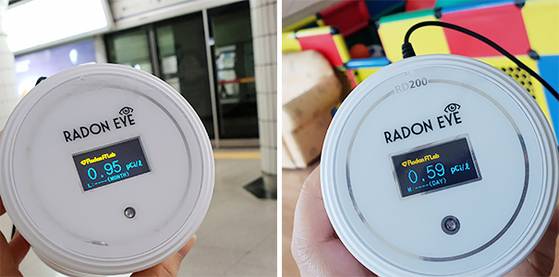 RADON EYE
RadonFTLab
0.95 pCi/ℓ
(MONTH)
RD200
RADON EYE
RadonFTLab
0.59 pCi/ℓ
(DAY)